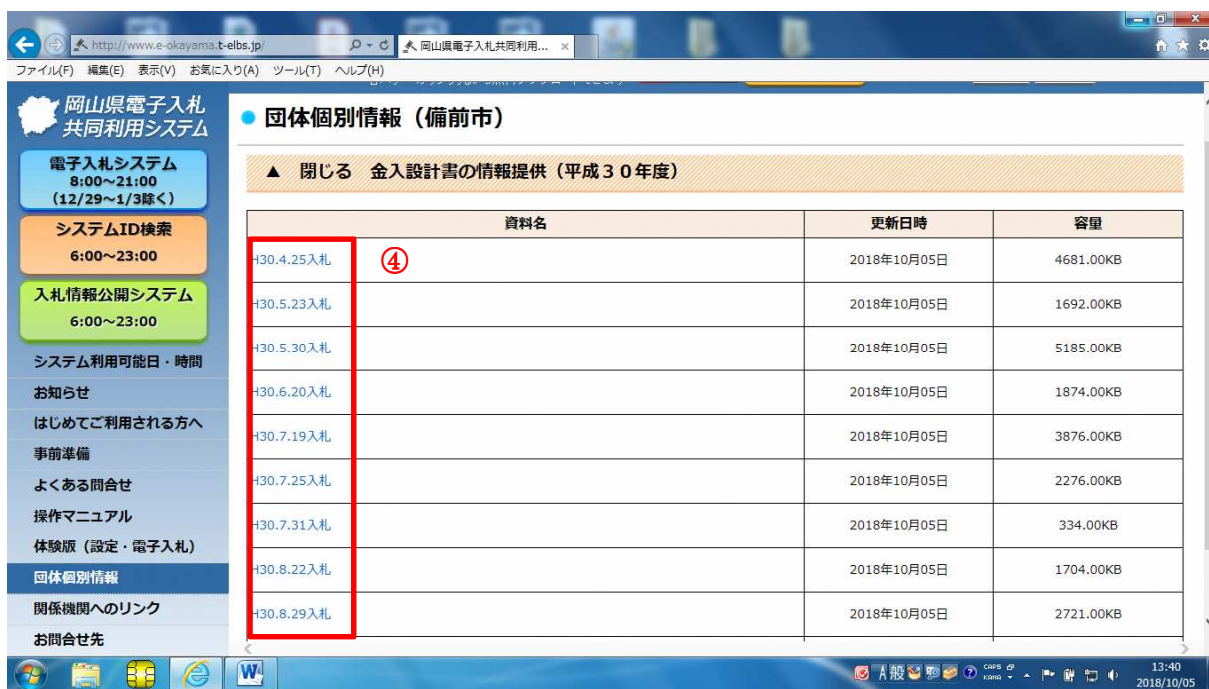 http://www.e-okayama.t-elbs.jp/
岡山県電子入札共同利用... ×
ファイル(F) 編集(E) 表示(V) お気に入り(A) ツール(T) ヘルプ(H)
岡山県電子入札
共同利用システム
電子入札システム
8:00～21:00
(12/29～1/3除く)
システムID検索
6:00～23:00
入札情報公開システム
6:00～23:00
システム利用可能日・時間
お知らせ
はじめてご利用される方へ
事前準備
よくある問合せ
操作マニュアル
体験版（設定・電子入札）
団体個別情報
関係機関へのリンク
お問合せ先
団体個別情報（備前市）
▲ 閉じる 金入設計書の情報提供（平成３０年度）
資料名 更新日時 容量
H30.4.25入札 ④ 2018年10月05日 4681.00KB
H30.5.23入札 2018年10月05日 1692.00KB
H30.5.30入札 2018年10月05日 5185.00KB
H30.6.20入札 2018年10月05日 1874.00KB
H30.7.19入札 2018年10月05日 3876.00KB
H30.7.25入札 2018年10月05日 2276.00KB
H30.7.31入札 2018年10月05日 334.00KB
H30.8.22入札 2018年10月05日 1704.00KB
H30.8.29入札 2018年10月05日 2721.00KB
A 般 CAPS KANA 13:40
2018/10/05